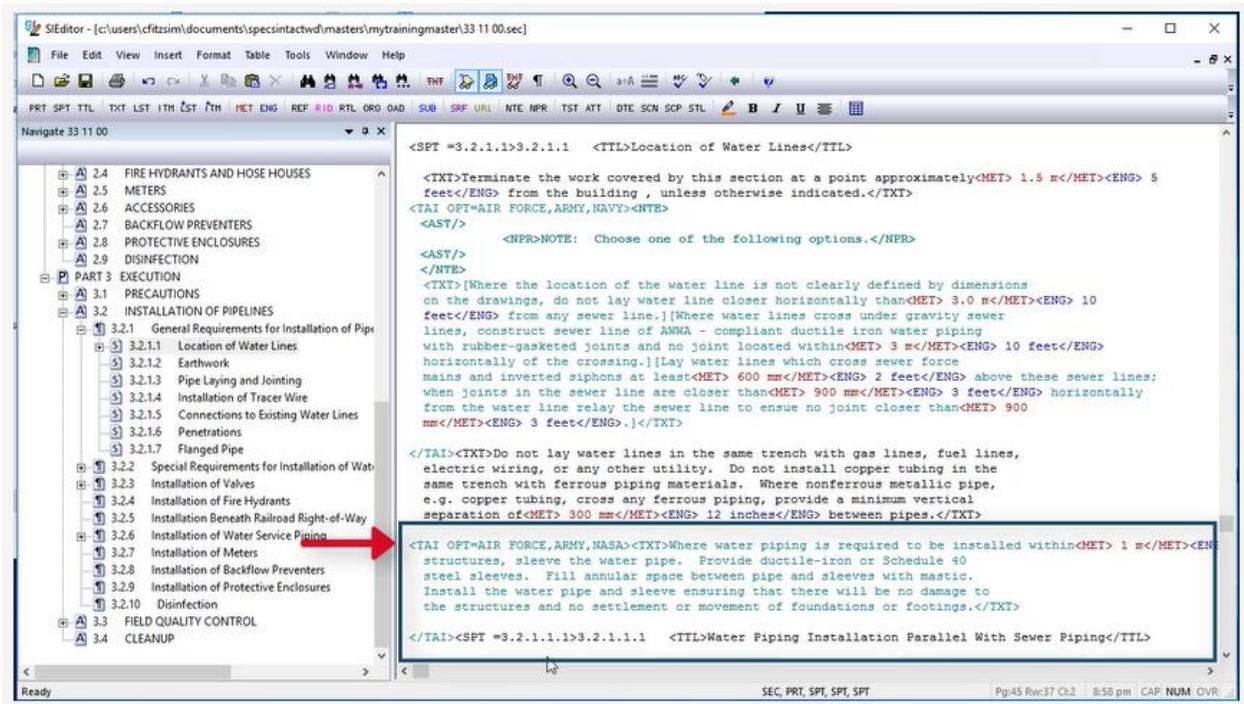 SIEditor - [c:\users\cfitzsim\documents\specsintactwd\masters\mytrainingmaster\33 11 00.sec]
File Edit View Insert Format Table Tools Window Help
PRT SPT TTL TXT LST ITM LST ITM MET ENG REF RID RTL ORG OAD SUB SRF URL NTE NPR TST ATT DTE SCN SCP STL B I U
Navigate 33 11 00
A 2.4 FIRE HYDRANTS AND HOSE HOUSES
A 2.5 METERS
A 2.6 ACCESSORIES
A 2.7 BACKFLOW PREVENTERS
A 2.8 PROTECTIVE ENCLOSURES
A 2.9 DISINFECTION
P PART 3 EXECUTION
A 3.1 PRECAUTIONS
A 3.2 INSTALLATION OF PIPELINES
¶ 3.2.1 General Requirements for Installation of Pipe
S 3.2.1.1 Location of Water Lines
S 3.2.1.2 Earthwork
S 3.2.1.3 Pipe Laying and Jointing
S 3.2.1.4 Installation of Tracer Wire
S 3.2.1.5 Connections to Existing Water Lines
S 3.2.1.6 Penetrations
S 3.2.1.7 Flanged Pipe
¶ 3.2.2 Special Requirements for Installation of Wat
¶ 3.2.3 Installation of Valves
¶ 3.2.4 Installation of Fire Hydrants
¶ 3.2.5 Installation Beneath Railroad Right-of-Way
¶ 3.2.6 Installation of Water Service Piping
¶ 3.2.7 Installation of Meters
¶ 3.2.8 Installation of Backflow Preventers
¶ 3.2.9 Installation of Protective Enclosures
¶ 3.2.10 Disinfection
A 3.3 FIELD QUALITY CONTROL
A 3.4 CLEANUP
<SPT =3.2.1.1>3.2.1.1 <TTL>Location of Water Lines</TTL>
<TXT>Terminate the work covered by this section at a point approximately<MET> 1.5 m</MET><ENG> 5
feet</ENG> from the building , unless otherwise indicated.</TXT>
<TAI OPT=AIR FORCE,ARMY,NAVY><NTE>
<AST/>
<NPR>NOTE: Choose one of the following options.</NPR>
<AST/>
</NTE>
<TXT>[Where the location of the water line is not clearly defined by dimensions
on the drawings, do not lay water line closer horizontally than<MET> 3.0 m</MET><ENG> 10
feet</ENG> from any sewer line.][Where water lines cross under gravity sewer
lines, construct sewer line of AWWA - compliant ductile iron water piping
with rubber-gasketed joints and no joint located within<MET> 3 m</MET><ENG> 10 feet</ENG>
horizontally of the crossing.][Lay water lines which cross sewer force
mains and inverted siphons at least<MET> 600 mm</MET><ENG> 2 feet</ENG> above these sewer lines;
when joints in the sewer line are closer than<MET> 900 mm</MET><ENG> 3 feet</ENG> horizontally
from the water line relay the sewer line to ensue no joint closer than<MET> 900
mm</MET><ENG> 3 feet</ENG>.]</TXT>
</TAI><TXT>Do not lay water lines in the same trench with gas lines, fuel lines,
electric wiring, or any other utility. Do not install copper tubing in the
same trench with ferrous piping materials. Where nonferrous metallic pipe,
e.g. copper tubing, cross any ferrous piping, provide a minimum vertical
separation of<MET> 300 mm</MET><ENG> 12 inches</ENG> between pipes.</TXT>
<TAI OPT=AIR FORCE,ARMY,NASA><TXT>Where water piping is required to be installed within<MET> 1 m</MET><EN
structures, sleeve the water pipe. Provide ductile-iron or Schedule 40
steel sleeves. Fill annular space between pipe and sleeves with mastic.
Install the water pipe and sleeve ensuring that there will be no damage to
the structures and no settlement or movement of foundations or footings.</TXT>
</TAI><SPT =3.2.1.1.1>3.2.1.1.1 <TTL>Water Piping Installation Parallel With Sewer Piping</TTL>
Ready
SEC, PRT, SPT, SPT, SPT
Pg:45 Rw:37 Cl:2 8:58 pm CAP NUM OVR